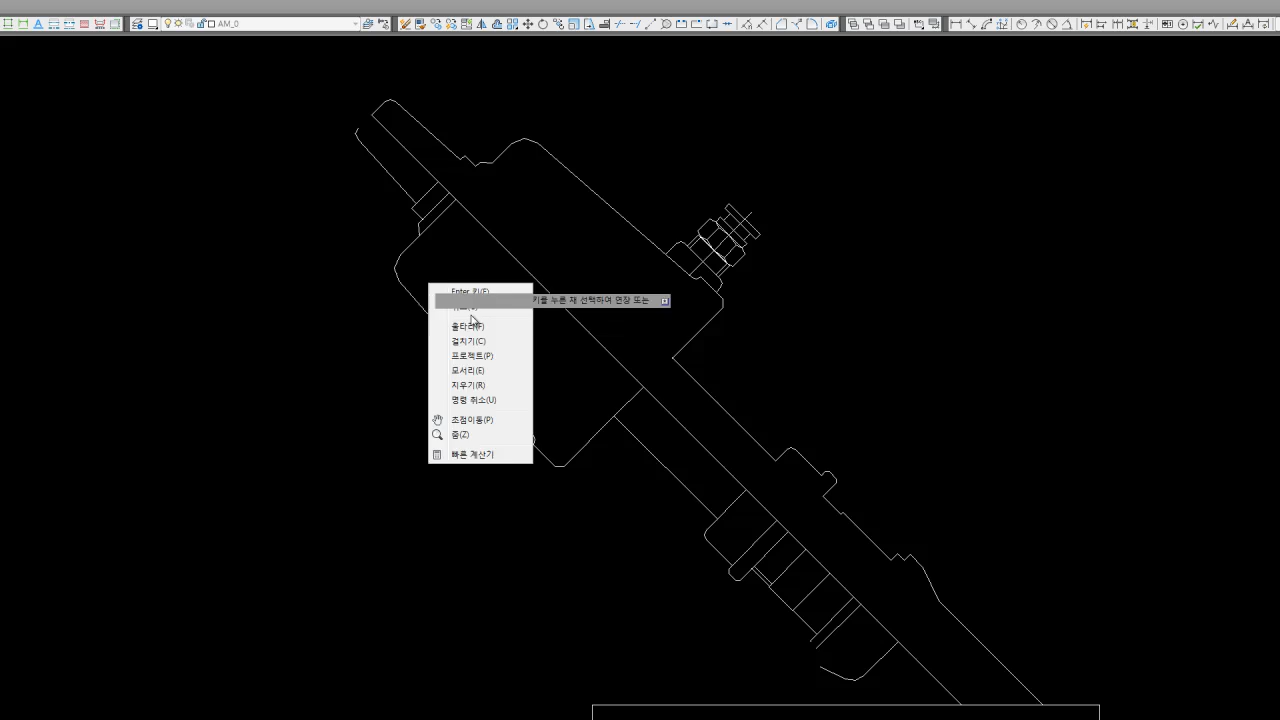 AM_0
Enter 키(E)
키를 누른 채 선택하여 연장 또는
울타리(F)
걸치기(C)
프로젝트(P)
모서리(E)
지우기(R)
명령 취소(U)
초점이동(P)
줌(Z)
빠른 계산기